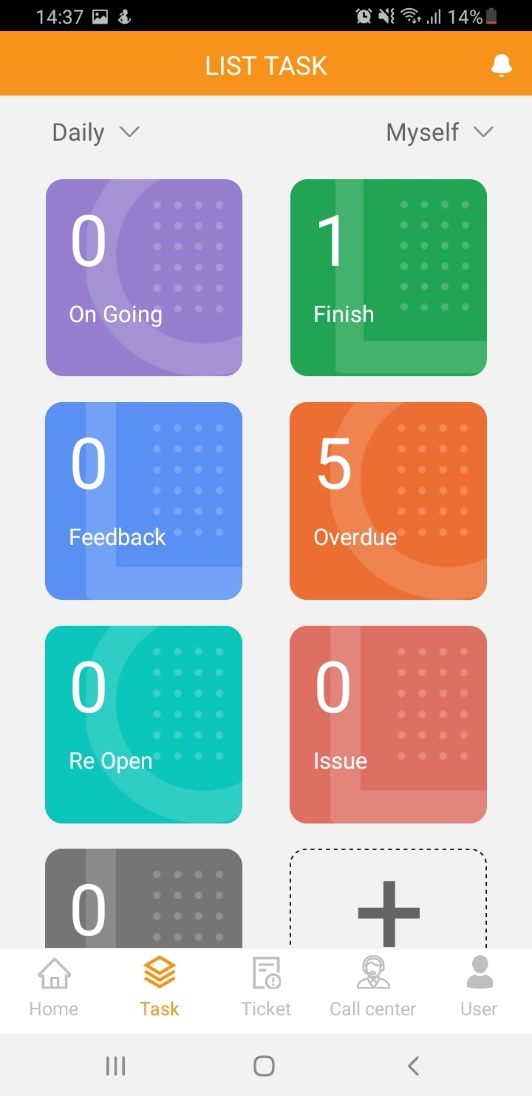 14:37 14%
LIST TASK
Daily Myself
0 1
On Going Finish
0 5
Feedback Overdue
0 0
Re Open Issue
0
Home Task Ticket Call center User